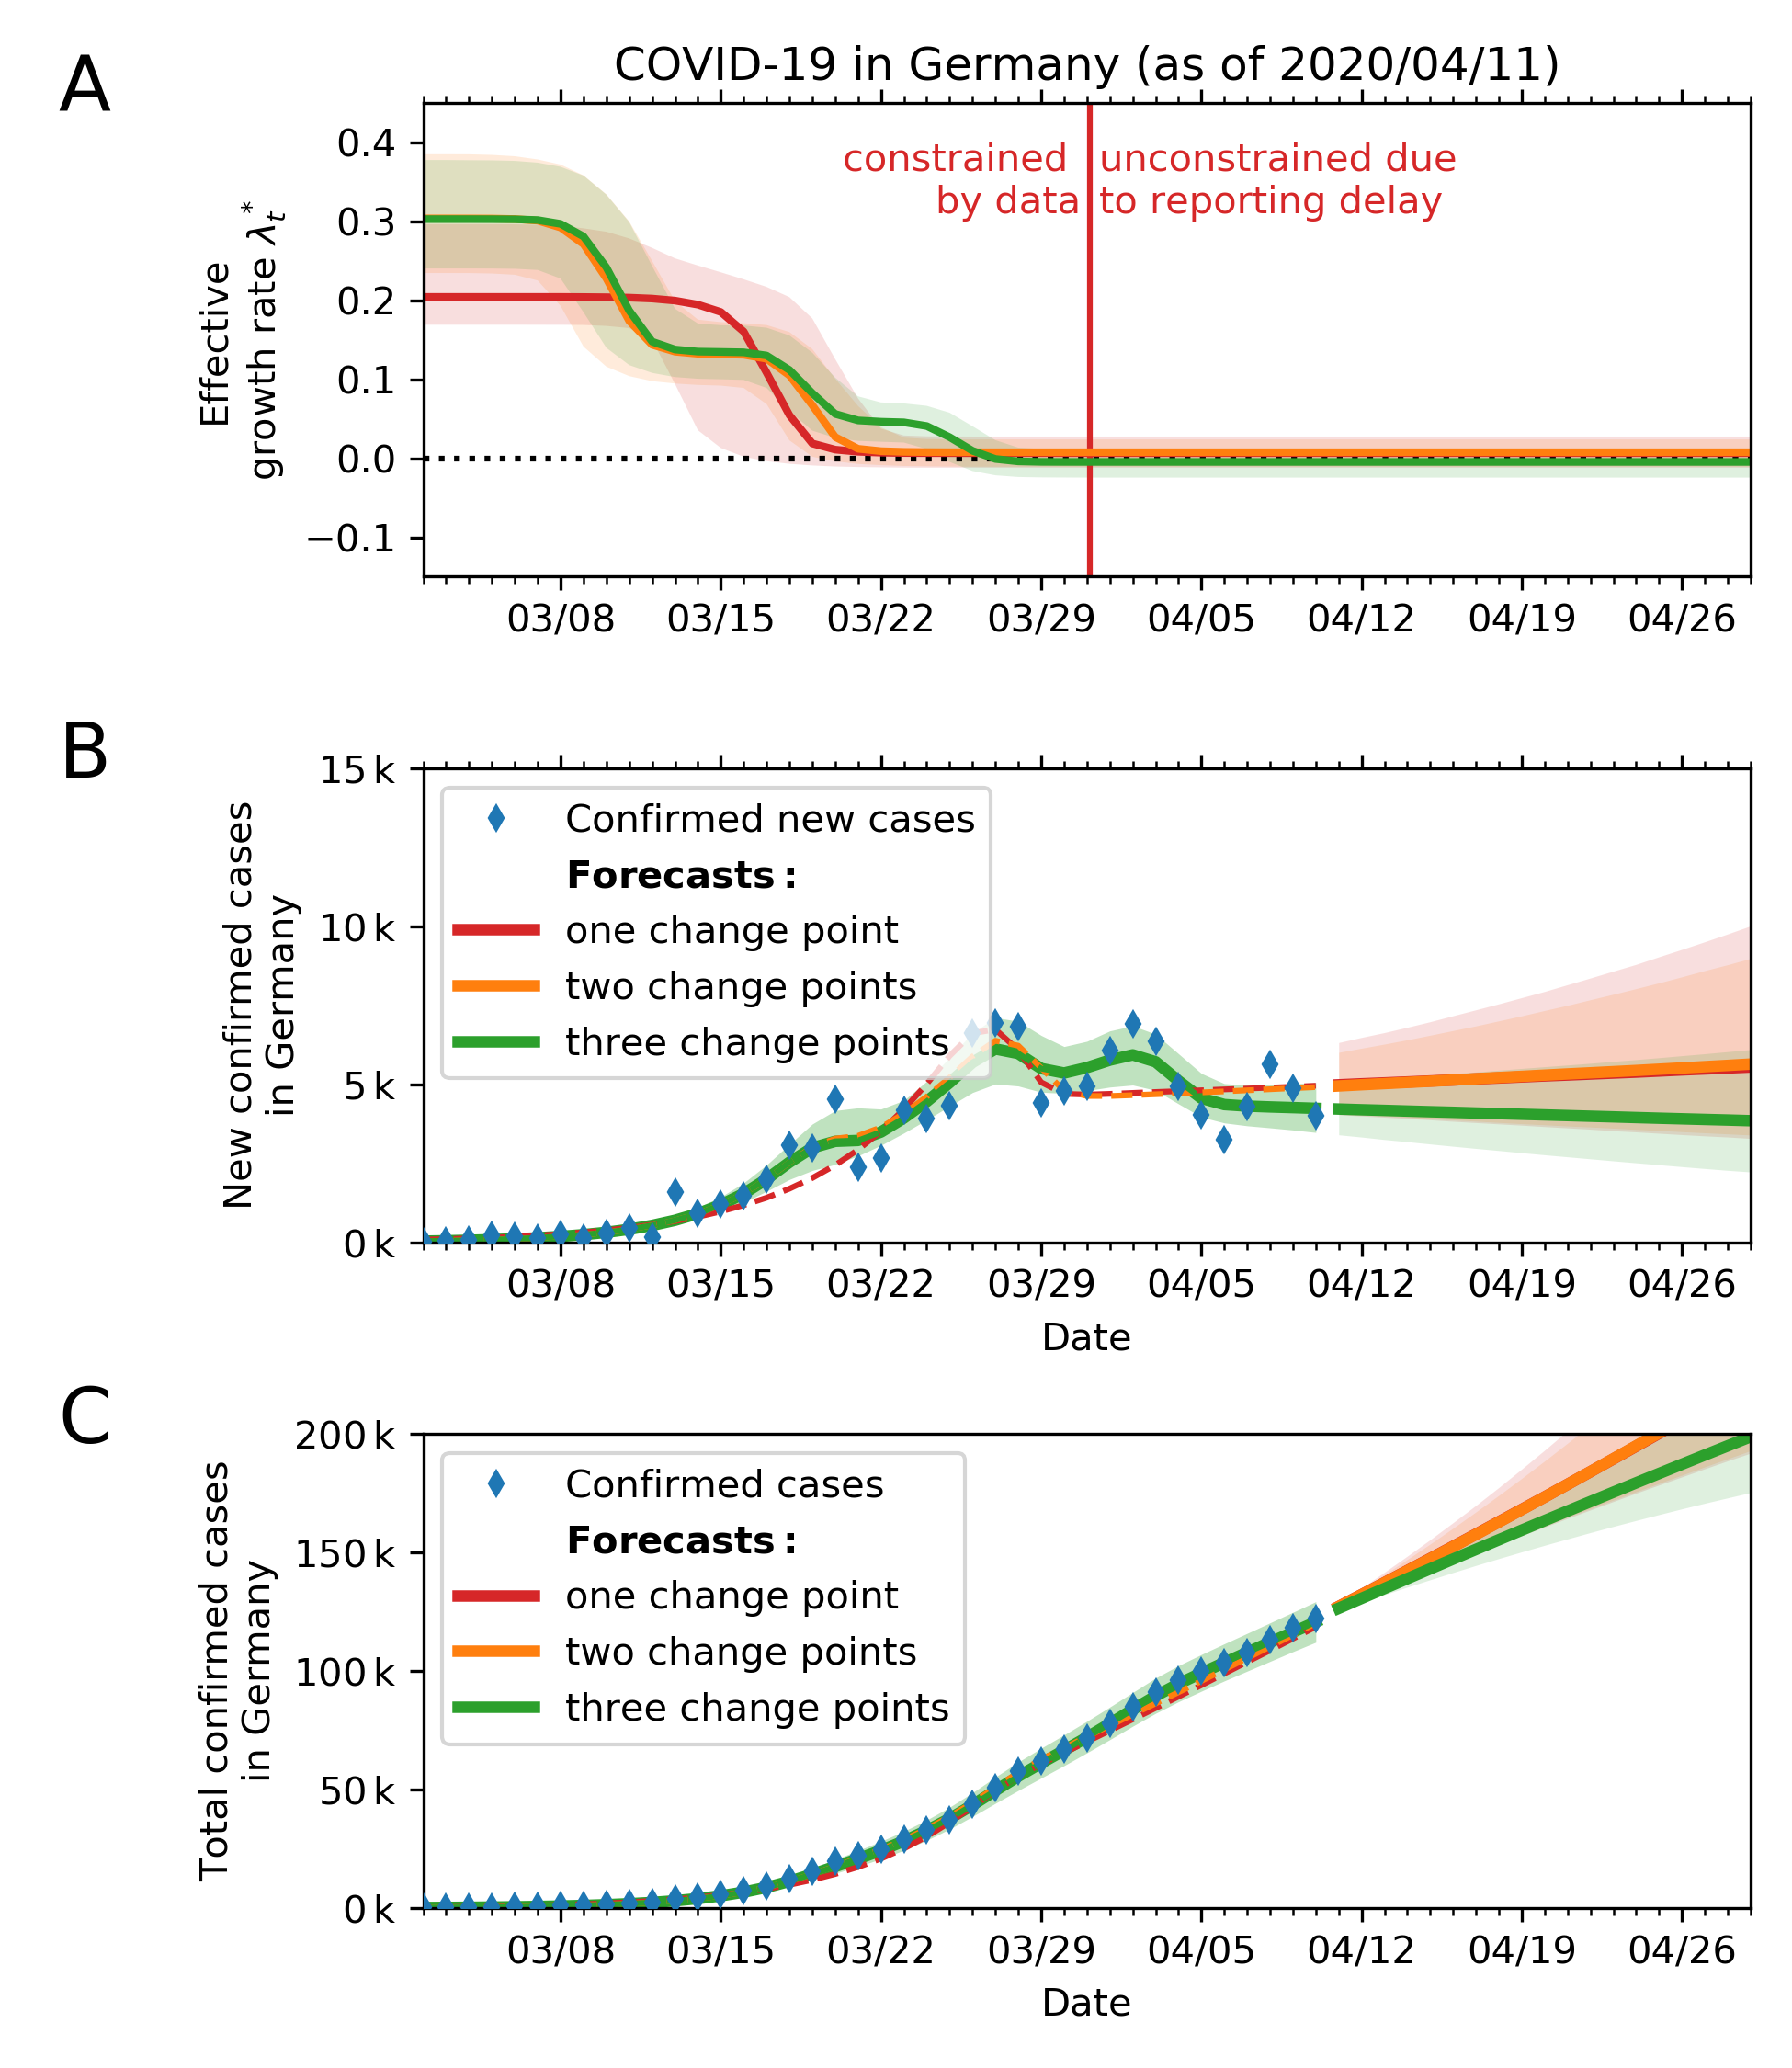 A
COVID-19 in Germany (as of 2020/04/11)
Effective
growth rate λ*t
0.4
0.3
0.2
0.1
0.0
−0.1
constrained
by data
unconstrained due
to reporting delay
03/08 03/15 03/22 03/29 04/05 04/12 04/19 04/26
B
New confirmed cases
in Germany
15 k
10 k
5 k
0 k
Confirmed new cases
Forecasts:
one change point
two change points
three change points
03/08 03/15 03/22 03/29 04/05 04/12 04/19 04/26
Date
C
Total confirmed cases
in Germany
200 k
150 k
100 k
50 k
0 k
Confirmed cases
Forecasts:
one change point
two change points
three change points
03/08 03/15 03/22 03/29 04/05 04/12 04/19 04/26
Date